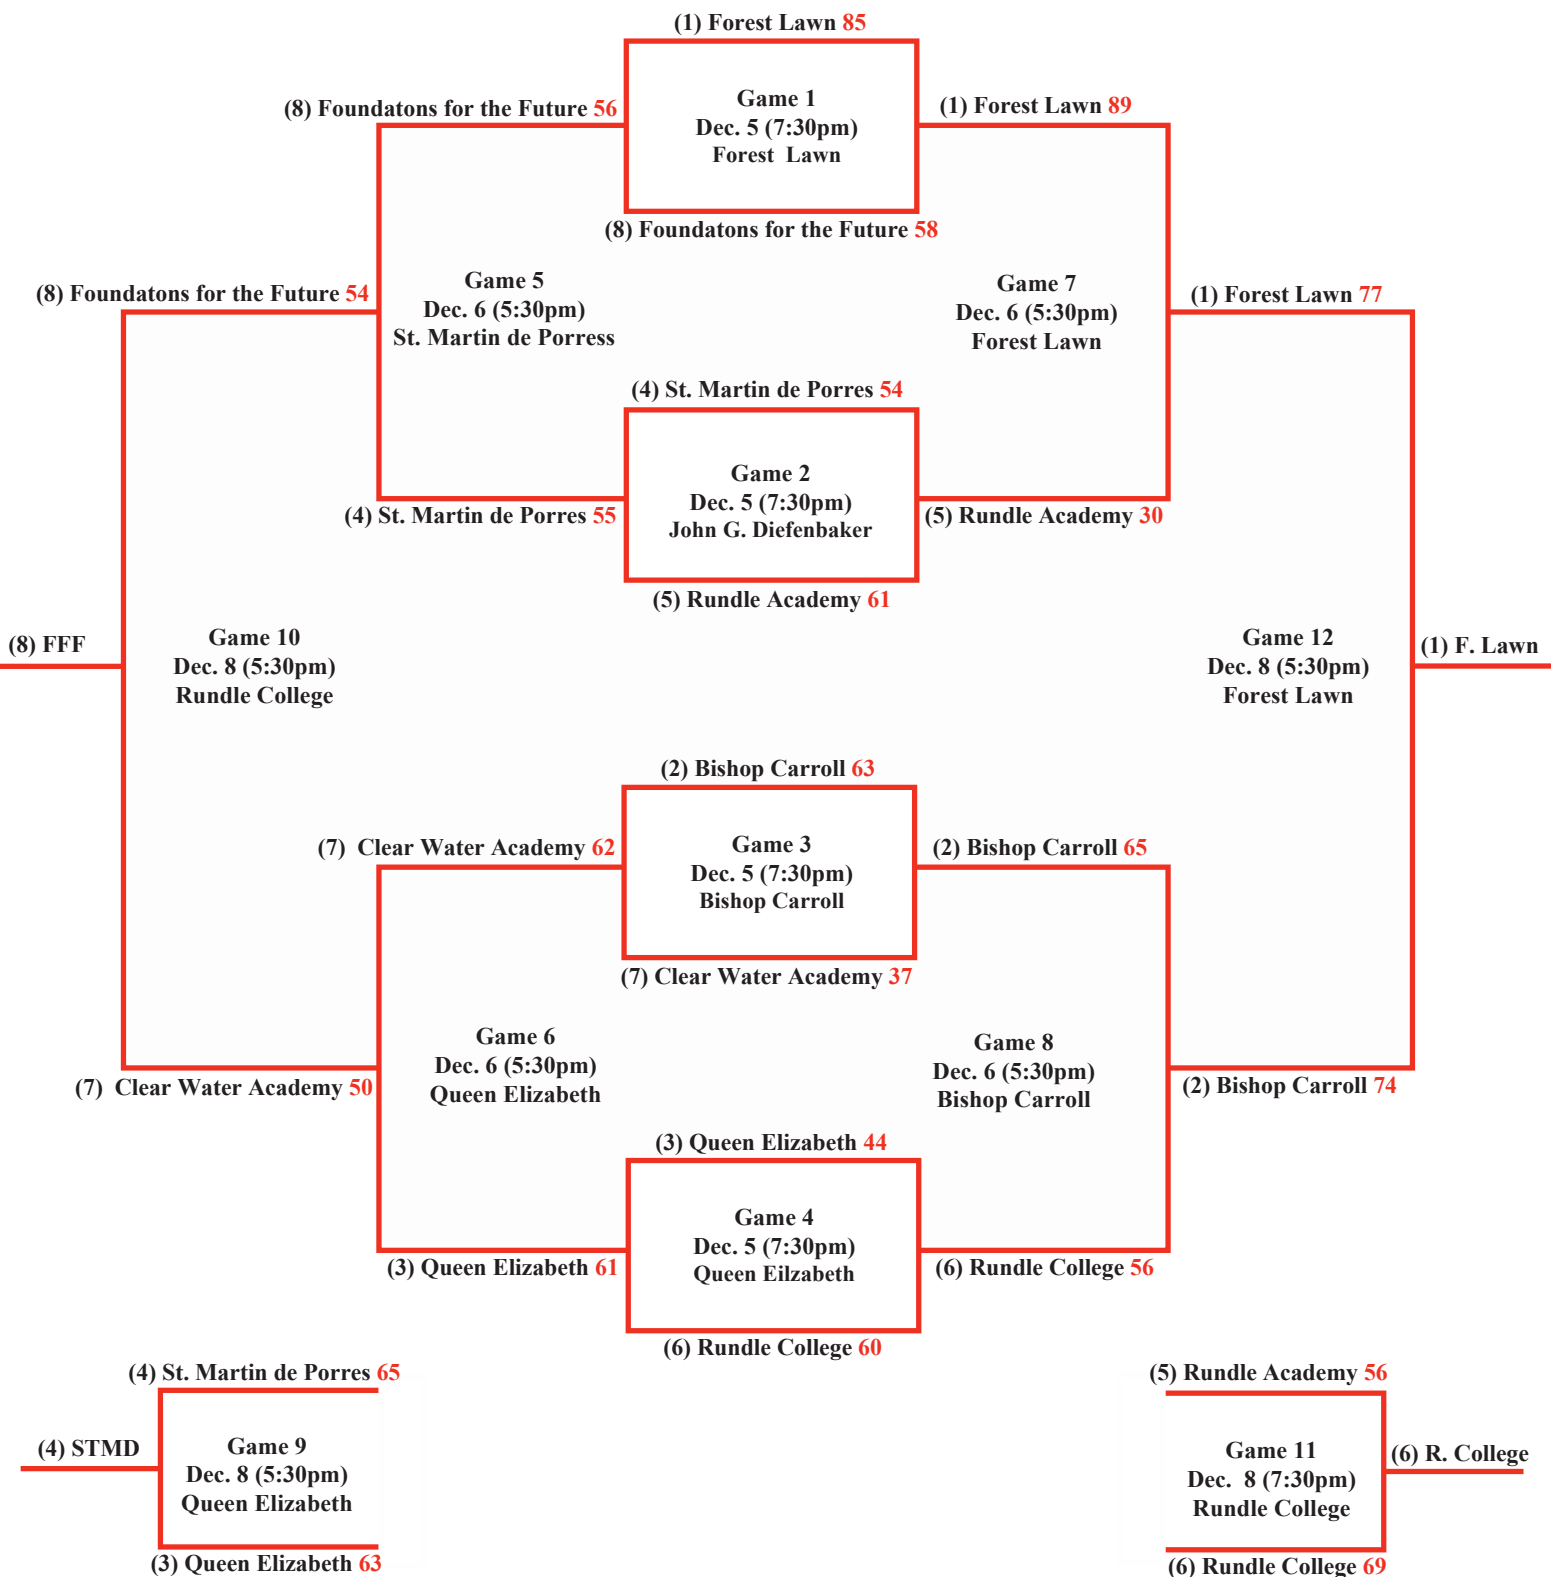 (1) Forest Lawn 85
(8) Foundatons for the Future 56
Game 1
Dec. 5 (7:30pm)
Forest Lawn
(1) Forest Lawn 89
(8) Foundatons for the Future 58
(8) Foundatons for the Future 54
Game 5
Dec. 6 (5:30pm)
St. Martin de Porress
Game 7
Dec. 6 (5:30pm)
Forest Lawn
(1) Forest Lawn 77
(4) St. Martin de Porres 54
(4) St. Martin de Porres 55
Game 2
Dec. 5 (7:30pm)
John G. Diefenbaker
(5) Rundle Academy 30
(5) Rundle Academy 61
(8) FFF
Game 10
Dec. 8 (5:30pm)
Rundle College
Game 12
Dec. 8 (5:30pm)
Forest Lawn
(1) F. Lawn
(2) Bishop Carroll 63
(7) Clear Water Academy 62
Game 3
Dec. 5 (7:30pm)
Bishop Carroll
(2) Bishop Carroll 65
(7) Clear Water Academy 37
Game 6
Dec. 6 (5:30pm)
Queen Elizabeth
Game 8
Dec. 6 (5:30pm)
Bishop Carroll
(7) Clear Water Academy 50
(2) Bishop Carroll 74
(3) Queen Elizabeth 44
(3) Queen Elizabeth 61
Game 4
Dec. 5 (7:30pm)
Queen Eilzabeth
(6) Rundle College 56
(6) Rundle College 60
(4) St. Martin de Porres 65
(4) STMD
Game 9
Dec. 8 (5:30pm)
Queen Elizabeth
(3) Queen Elizabeth 63
(5) Rundle Academy 56
Game 11
Dec. 8 (7:30pm)
Rundle College
(6) R. College
(6) Rundle College 69